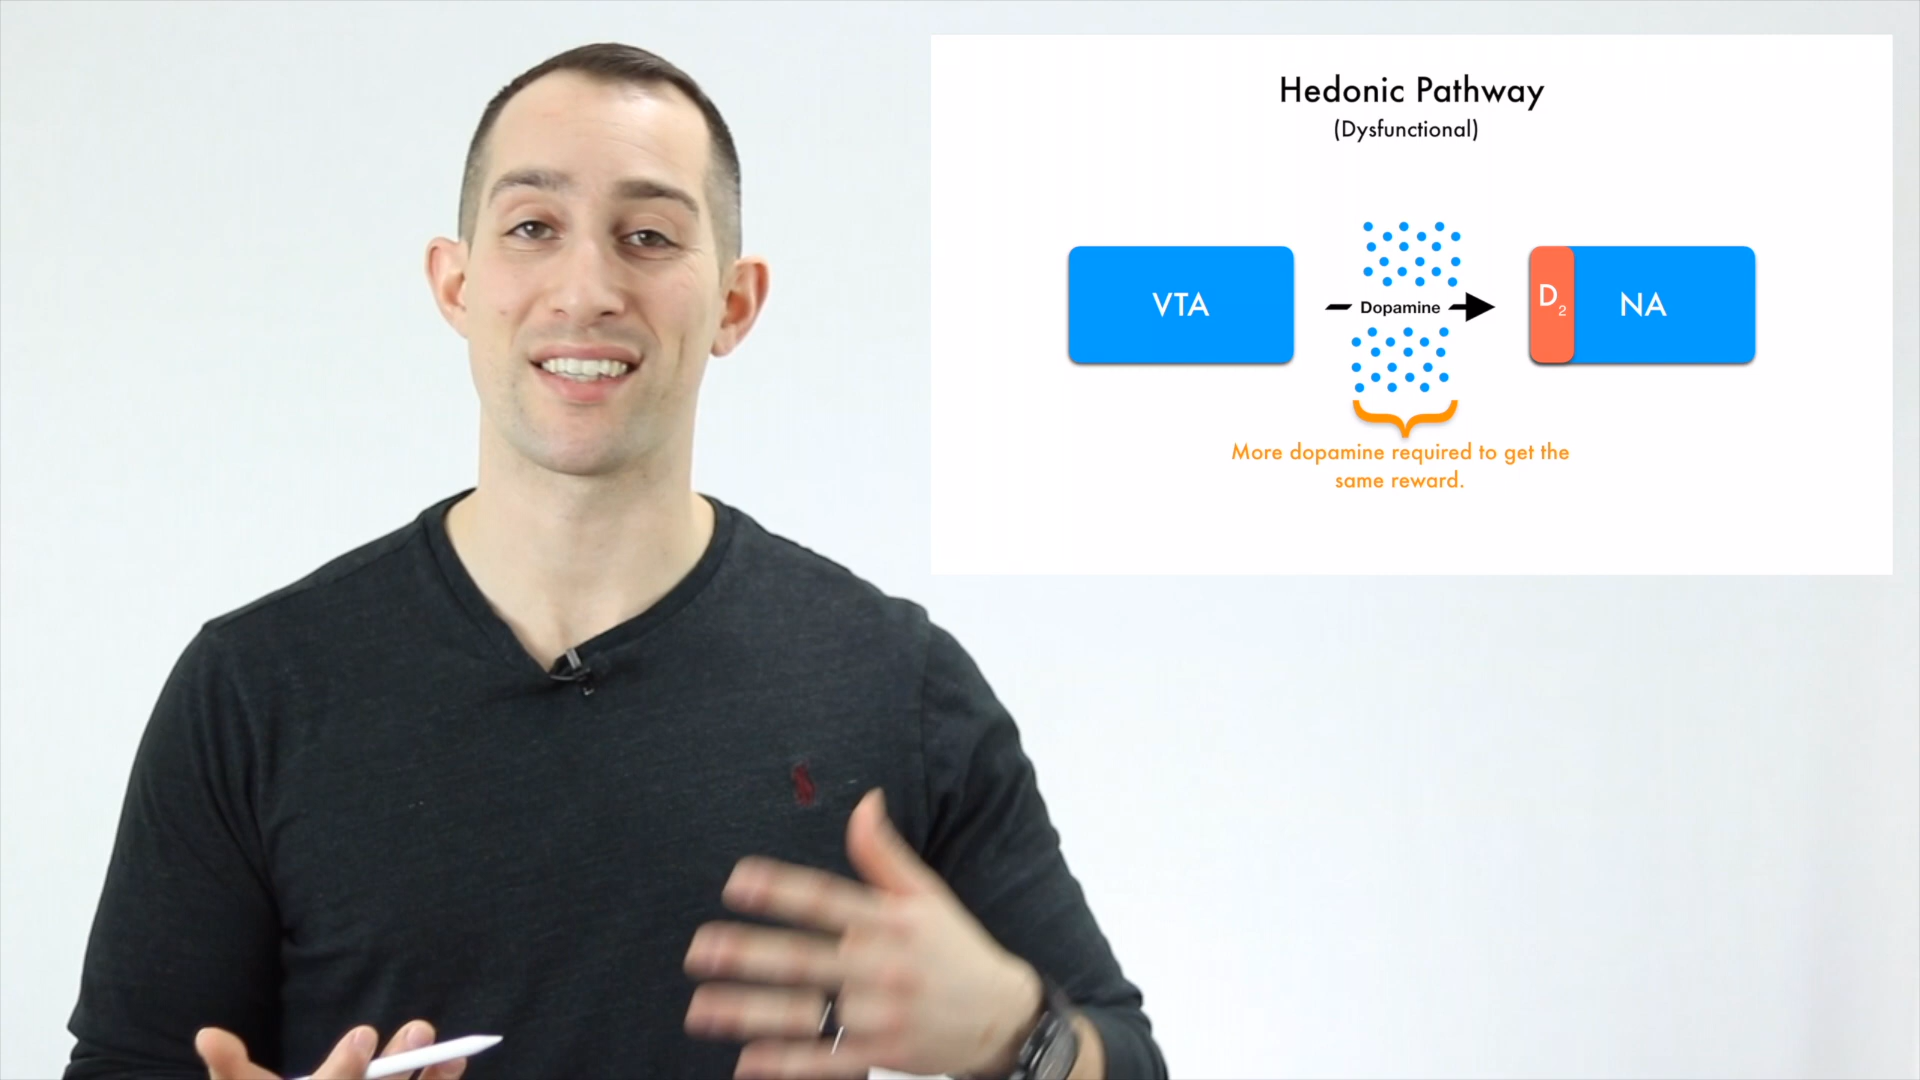 Hedonic Pathway
(Dysfunctional)
VTA
Dopamine
D₂
NA
More dopamine required to get the
same reward.